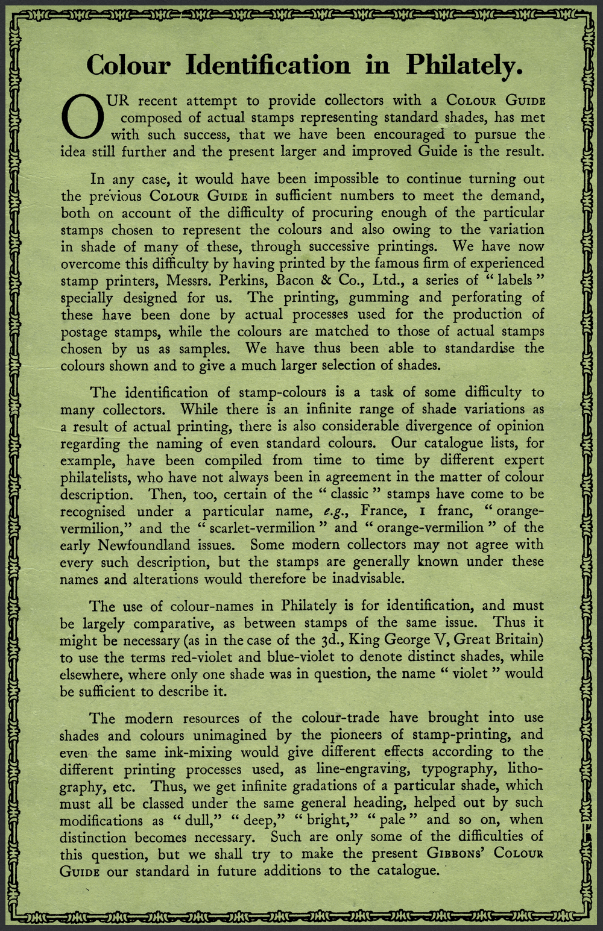 Colour Identification in Philately.
OUR recent attempt to provide collectors with a COLOUR GUIDE
composed of actual stamps representing standard shades, has met
with such success, that we have been encouraged to pursue the
idea still further and the present larger and improved Guide is the result.
In any case, it would have been impossible to continue turning out
the previous COLOUR GUIDE in sufficient numbers to meet the demand,
both on account of the difficulty of procuring enough of the particular
stamps chosen to represent the colours and also owing to the variation
in shade of many of these, through successive printings. We have now
overcome this difficulty by having printed by the famous firm of experienced
stamp printers, Messrs. Perkins, Bacon & Co., Ltd., a series of “ labels ”
specially designed for us. The printing, gumming and perforating of
these have been done by actual processes used for the production of
postage stamps, while the colours are matched to those of actual stamps
chosen by us as samples. We have thus been able to standardise the
colours shown and to give a much larger selection of shades.
The identification of stamp-colours is a task of some difficulty to
many collectors. While there is an infinite range of shade variations as
a result of actual printing, there is also considerable divergence of opinion
regarding the naming of even standard colours. Our catalogue lists, for
example, have been compiled from time to time by different expert
philatelists, who have not always been in agreement in the matter of colour
description. Then, too, certain of the “ classic ” stamps have come to be
recognised under a particular name, e.g., France, 1 franc, “ orange-
vermilion,” and the “ scarlet-vermilion ” and “ orange-vermilion ” of the
early Newfoundland issues. Some modern collectors may not agree with
every such description, but the stamps are generally known under these
names and alterations would therefore be inadvisable.
The use of colour-names in Philately is for identification, and must
be largely comparative, as between stamps of the same issue. Thus it
might be necessary (as in the case of the 3d., King George V, Great Britain)
to use the terms red-violet and blue-violet to denote distinct shades, while
elsewhere, where only one shade was in question, the name “ violet ” would
be sufficient to describe it.
The modern resources of the colour-trade have brought into use
shades and colours unimagined by the pioneers of stamp-printing, and
even the same ink-mixing would give different effects according to the
different printing processes used, as line-engraving, typography, litho-
graphy, etc. Thus, we get infinite gradations of a particular shade, which
must all be classed under the same general heading, helped out by such
modifications as “ dull,” “ deep,” “ bright,” “ pale ” and so on, when
distinction becomes necessary. Such are only some of the difficulties of
this question, but we shall try to make the present GIBBONS’ COLOUR
GUIDE our standard in future additions to the catalogue.